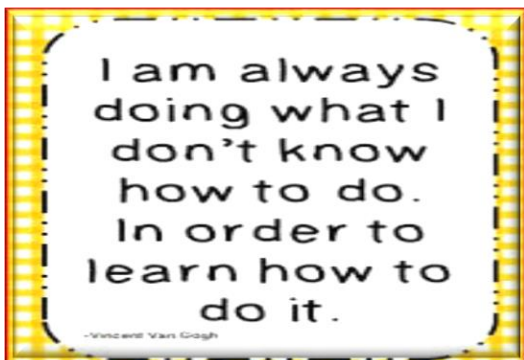 I am always
doing what I
don't know
how to do.
In order to
learn how to
do it.
-Vincent Van Gogh